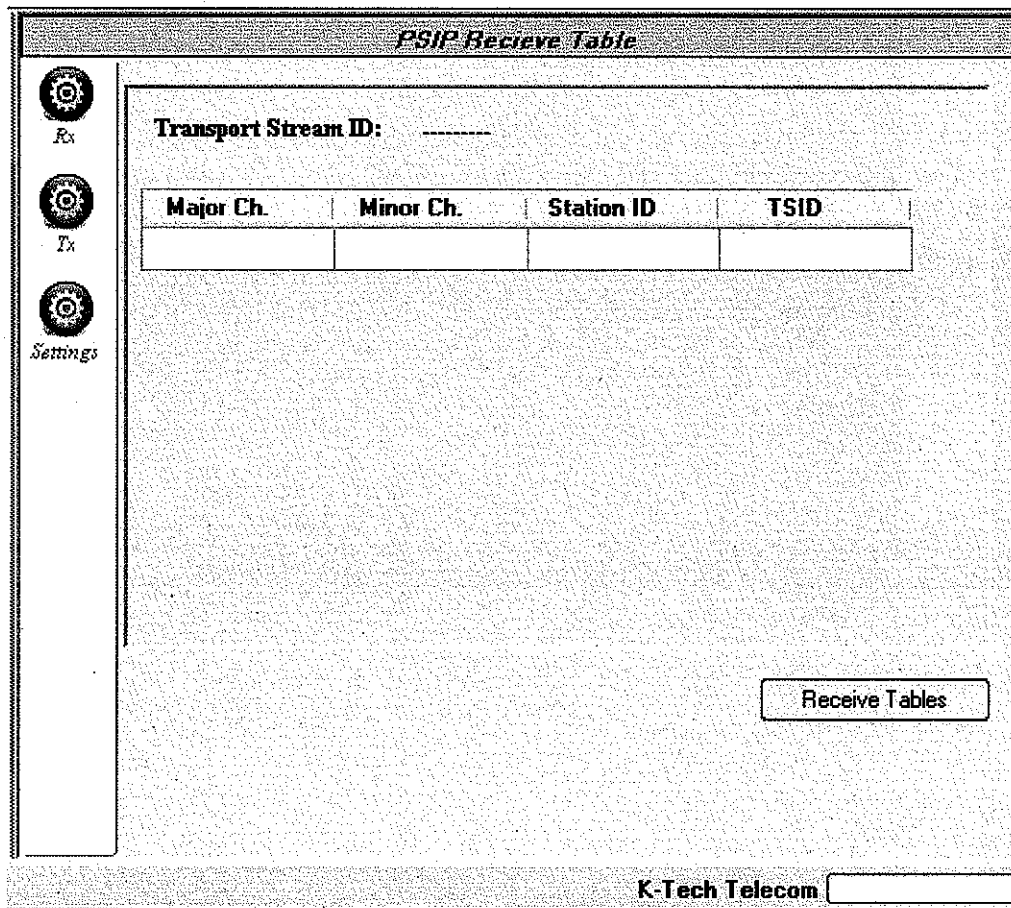 PSIP Recieve Table
Rx
Tx
Settings
Transport Stream ID: ---------
Major Ch. Minor Ch. Station ID TSID
Receive Tables
K-Tech Telecom